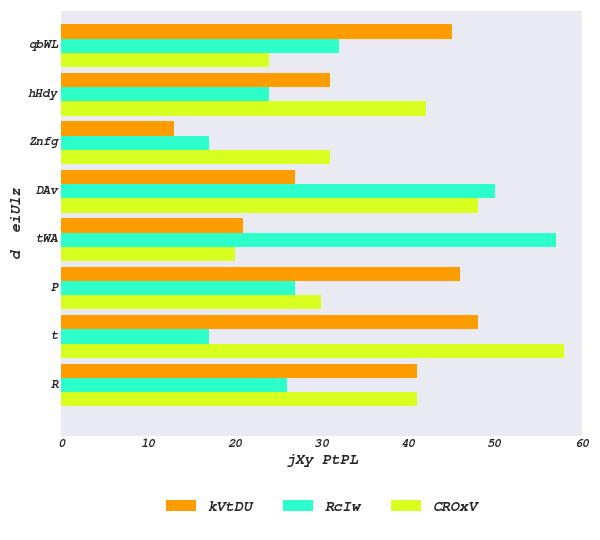 qbWL
hHdy
Znfg
DAv
tWA
P
t
R
d eiUlz
0 10 20 30 40 50 60
jXy PtPL
kVtDU RcIw CROxV